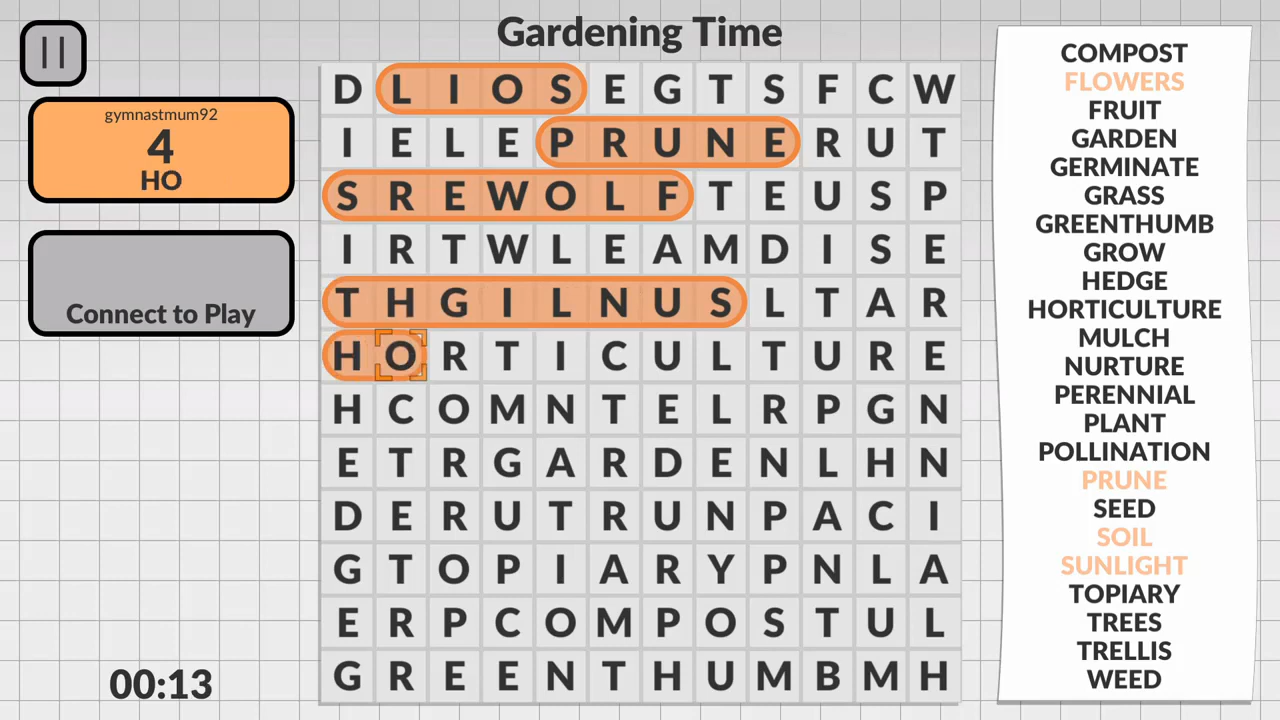 Gardening Time
gymnastmum92
4
HO
Connect to Play
00:13
D L I O S E G T S F C W
I E L E P R U N E R U T
S R E W O L F T E U S P
I R T W L E A M D I S E
T H G I L N U S L T A R
H O R T I C U L T U R E
H C O M N T E L R P G N
E T R G A R D E N L H N
D E R U T R U N P A C I
G T O P I A R Y P N L A
E R P C O M P O S T U L
G R E E N T H U M B M H
COMPOST
FLOWERS
FRUIT
GARDEN
GERMINATE
GRASS
GREENTHUMB
GROW
HEDGE
HORTICULTURE
MULCH
NURTURE
PERENNIAL
PLANT
POLLINATION
PRUNE
SEED
SOIL
SUNLIGHT
TOPIARY
TREES
TRELLIS
WEED